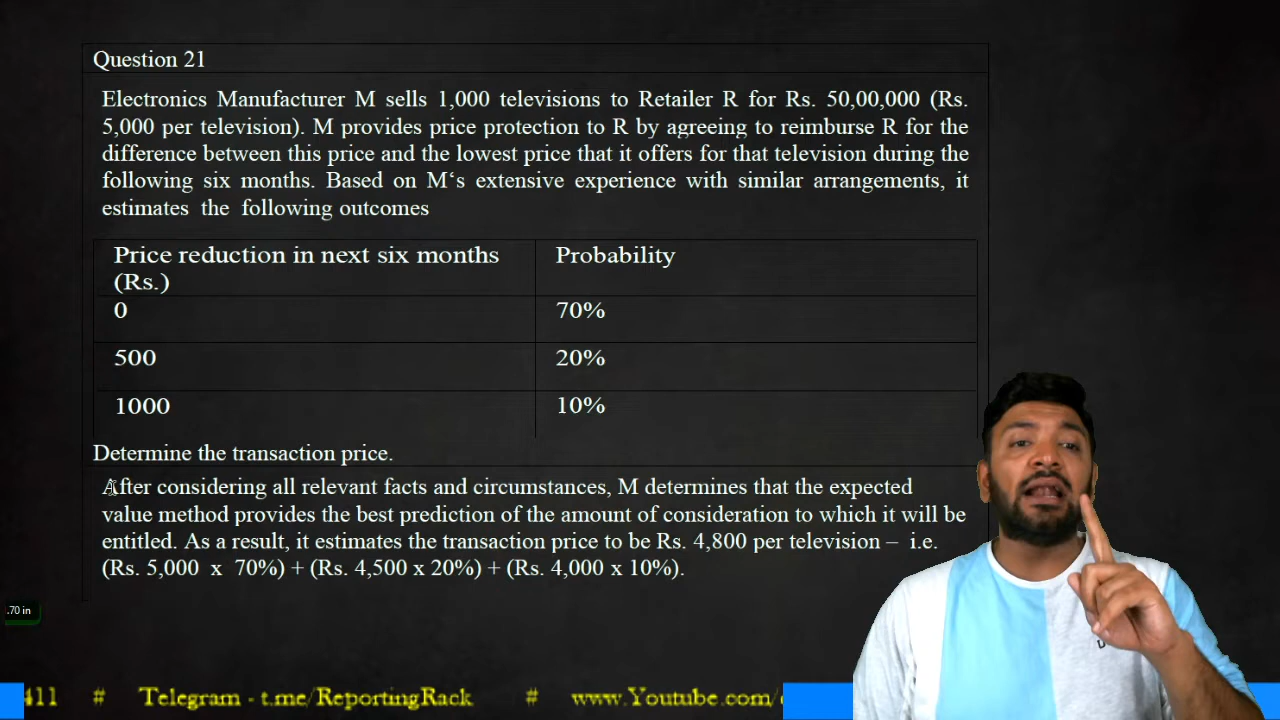 Question 21
Electronics Manufacturer M sells 1,000 televisions to Retailer R for Rs. 50,00,000 (Rs.
5,000 per television). M provides price protection to R by agreeing to reimburse R for the
difference between this price and the lowest price that it offers for that television during the
following six months. Based on M‘s extensive experience with similar arrangements, it
estimates the following outcomes
Price reduction in next six months Probability
(Rs.)
0 70%
500 20%
1000 10%
Determine the transaction price.
After considering all relevant facts and circumstances, M determines that the expected
value method provides the best prediction of the amount of consideration to which it will be
entitled. As a result, it estimates the transaction price to be Rs. 4,800 per television – i.e.
(Rs. 5,000 x 70%) + (Rs. 4,500 x 20%) + (Rs. 4,000 x 10%).
.70 in
411 # Telegram - t.me/ReportingRack # www.Youtube.com/